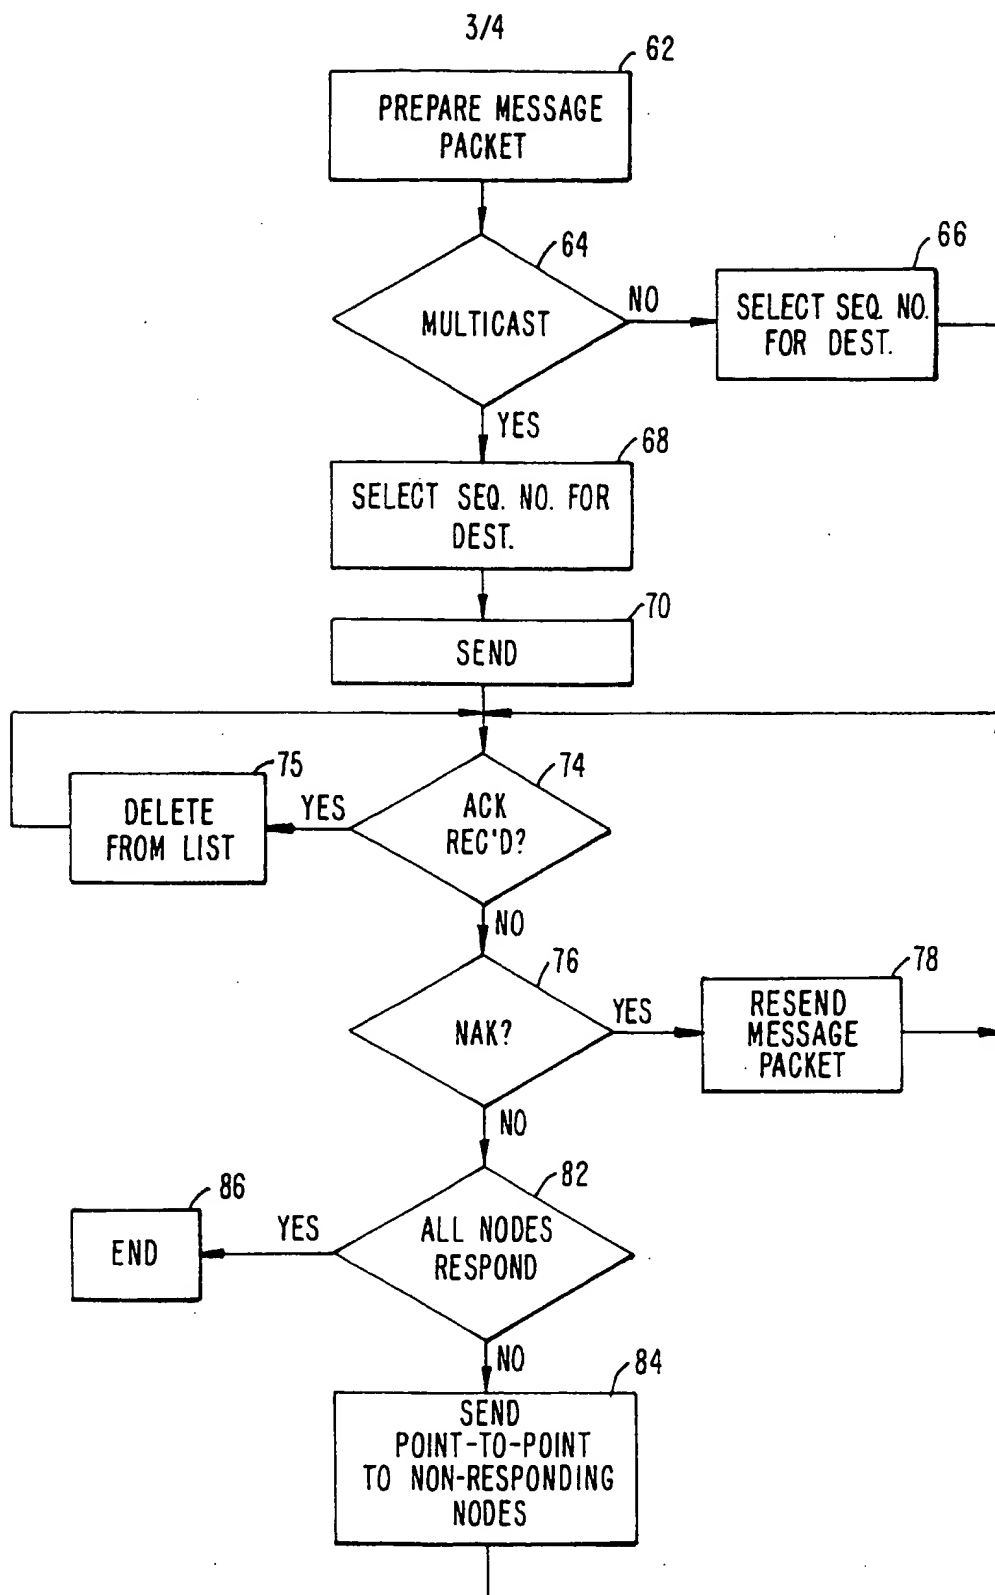 3/4
62
PREPARE MESSAGE
PACKET
64
MULTICAST
NO
66
SELECT SEQ. NO.
FOR DEST.
YES
68
SELECT SEQ. NO. FOR
DEST.
70
SEND
75
DELETE
FROM LIST
YES
74
ACK
REC'D?
NO
76
NAK?
YES
78
RESEND
MESSAGE
PACKET
NO
82
ALL NODES
RESPOND
YES
86
END
NO
84
SEND
POINT-TO-POINT
TO NON-RESPONDING
NODES